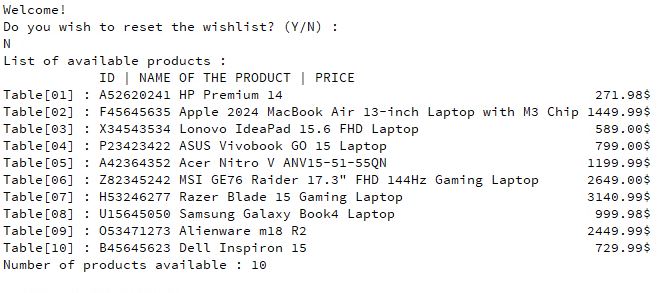 Welcome!
Do you wish to reset the wishlist? (Y/N) :
N
List of available products :
ID | NAME OF THE PRODUCT | PRICE
Table[01] : A52620241 HP Premium 14 271.98$
Table[02] : F45645635 Apple 2024 MacBook Air 13-inch Laptop with M3 Chip 1449.99$
Table[03] : X34543534 Lonovo IdeaPad 15.6 FHD Laptop 589.00$
Table[04] : P23423422 ASUS Vivobook GO 15 Laptop 799.00$
Table[05] : A42364352 Acer Nitro V ANV15-51-55QN 1199.99$
Table[06] : Z82345242 MSI GE76 Raider 17.3" FHD 144Hz Gaming Laptop 2649.00$
Table[07] : H53246277 Razer Blade 15 Gaming Laptop 3140.99$
Table[08] : U15645050 Samsung Galaxy Book4 Laptop 999.98$
Table[09] : O53471273 Alienware m18 R2 2449.99$
Table[10] : B45645623 Dell Inspiron 15 729.99$
Number of products available : 10